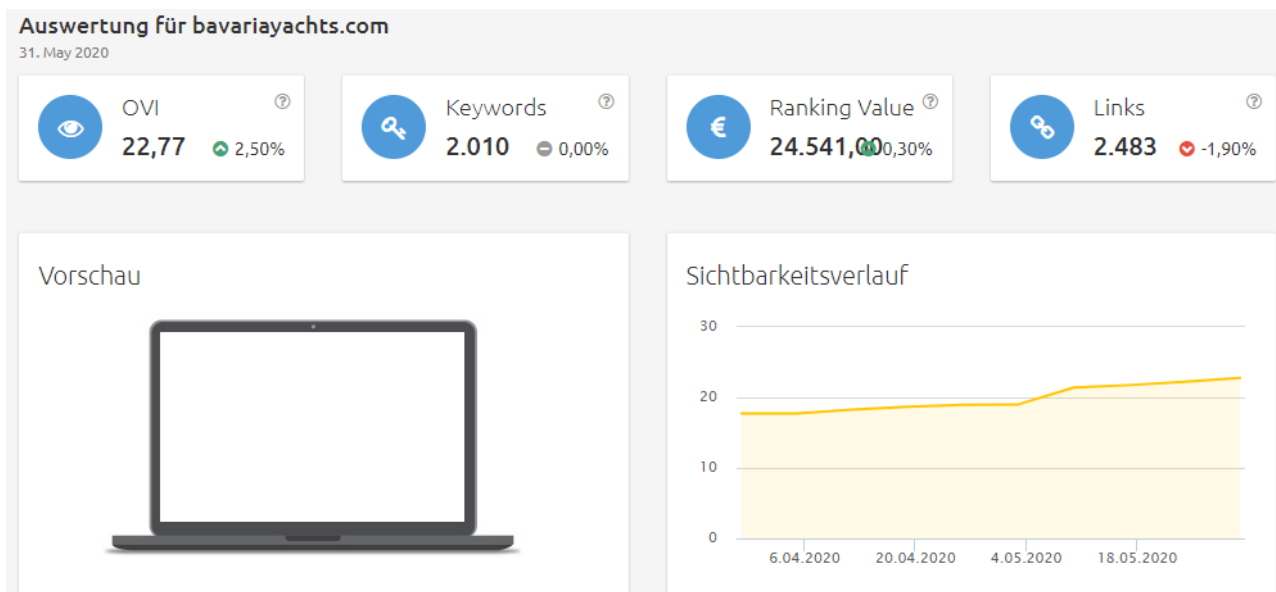 Auswertung für bavariayachts.com
31. May 2020
OVI
22,77 2,50%
Keywords
2.010 0,00%
Ranking Value
24.541,00 0,30%
Links
2.483 -1,90%
Vorschau
Sichtbarkeitsverlauf
30
20
10
0
6.04.2020 20.04.2020 4.05.2020 18.05.2020